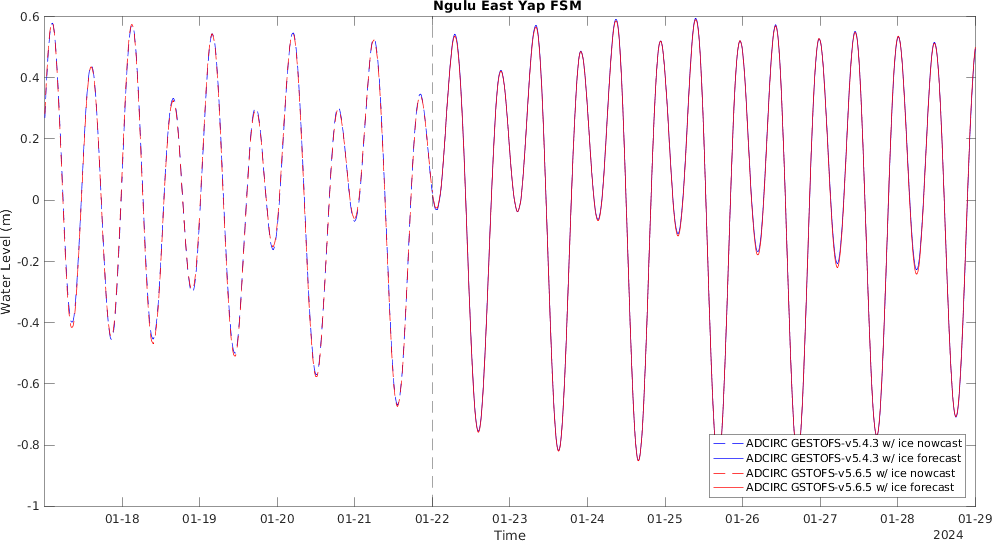 Ngulu East Yap FSM
Water Level (m)
0.6
0.4
0.2
0
-0.2
-0.4
-0.6
-0.8
-1
ADCIRC GESTOFS-v5.4.3 w/ ice nowcast
ADCIRC GESTOFS-v5.4.3 w/ ice forecast
ADCIRC GSTOFS-v5.6.5 w/ ice nowcast
ADCIRC GSTOFS-v5.6.5 w/ ice forecast
01-18 01-19 01-20 01-21 01-22 01-23 01-24 01-25 01-26 01-27 01-28 01-29
Time
2024